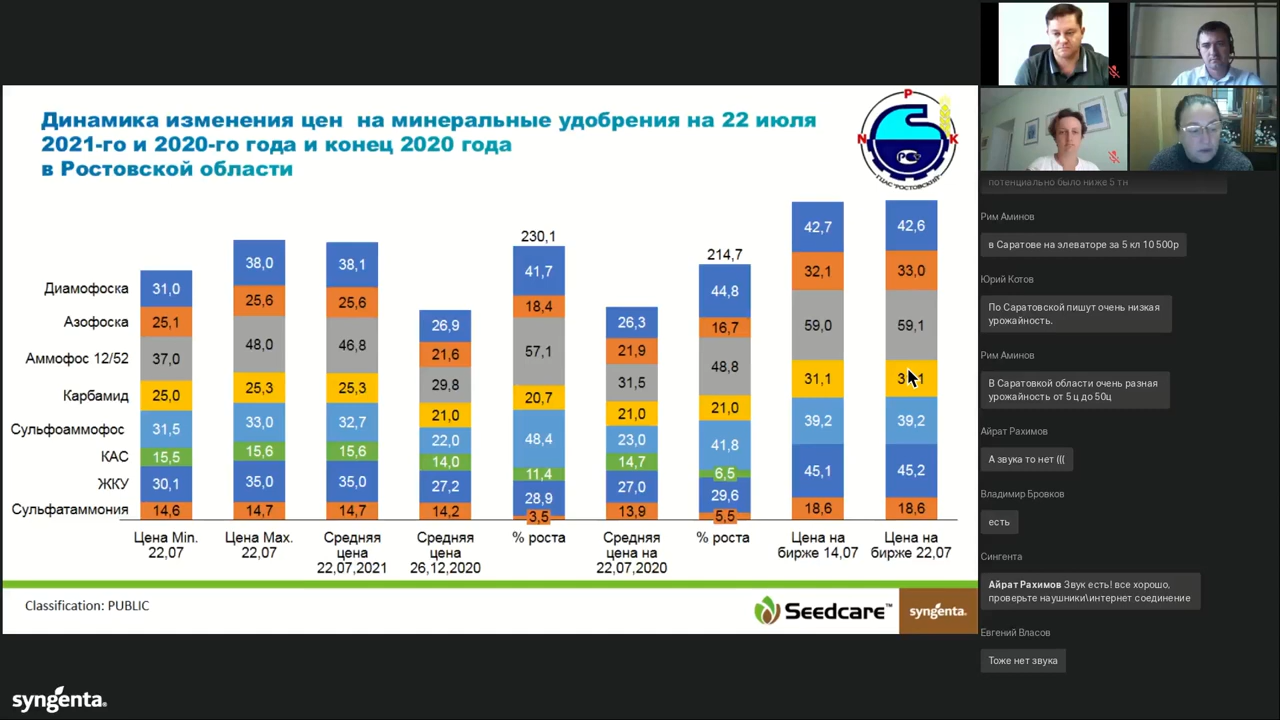 Динамика изменения цен на минеральные удобрения на 22 июля
2021-го и 2020-го года и конец 2020 года
в Ростовской области
P
N
K
ГЦАС "РОСТОВСКИЙ"
230,1
214,7
Диамофоска 31,0 38,0 38,1 26,9 41,7 26,3 44,8 42,7 42,6
Азофоска 25,1 25,6 25,6 21,6 18,4 21,9 16,7 32,1 33,0
Аммофос 12/52 37,0 48,0 46,8 29,8 57,1 31,5 48,8 59,0 59,1
Карбамид 25,0 25,3 25,3 21,0 20,7 21,0 21,0 31,1
Сульфоаммофос 31,5 33,0 32,7 22,0 48,4 23,0 41,8 39,2 39,2
КАС 15,5 15,6 15,6 14,0 11,4 14,7 6,5
ЖКУ 30,1 35,0 35,0 27,2 28,9 27,0 29,6 45,1 45,2
Сульфатаммония 14,6 14,7 14,7 14,2 3,5 13,9 5,5 18,6 18,6
Цена Min.
22,07
Цена Max.
22,07
Средняя
цена
22,07,2021
Средняя
цена
26,12,2020
% роста
Средняя
цена на
22,07,2020
% роста
Цена на
бирже 14,07
Цена на
бирже 22,07
Classification: PUBLIC
Seedcare™
syngenta.
syngenta.
потенциально было ниже 5 тн
Рим Аминов
в Саратове на элеваторе за 5 кл 10 500р
Юрий Котов
По Саратовской пишут очень низкая
урожайность.
Рим Аминов
В Саратовкой области очень разная
урожайность от 5 ц до 50ц
Айрат Рахимов
А звука то нет (((
Владимир Бровков
есть
Сингента
Айрат Рахимов Звук есть! все хорошо,
проверьте наушники\интернет соединение
Евгений Власов
Тоже нет звука